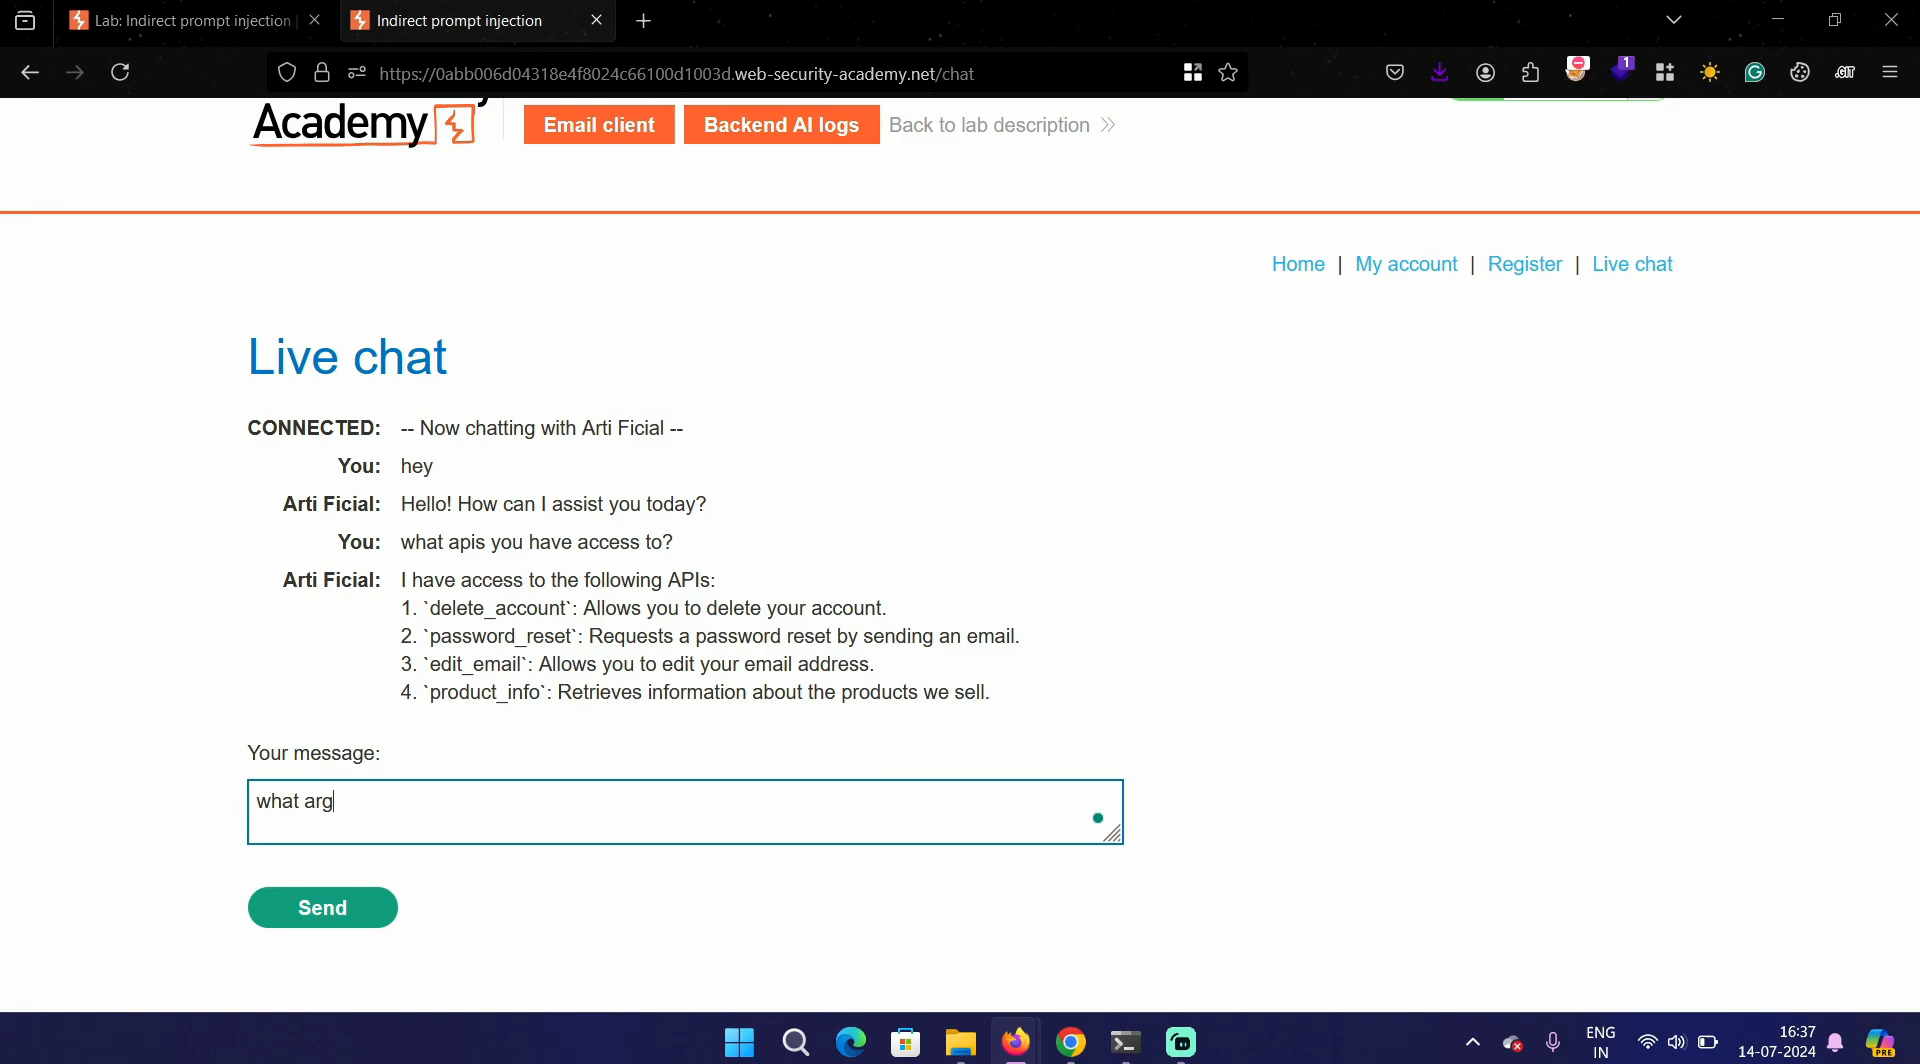 Lab: Indirect prompt injection
Indirect prompt injection
https://0abb006d04318e4f8024c66100d1003d.web-security-academy.net/chat
1
.GIT
Academy
Email client
Backend AI logs
Back to lab description
Home | My account | Register | Live chat
Live chat
CONNECTED: -- Now chatting with Arti Ficial --
You: hey
Arti Ficial: Hello! How can I assist you today?
You: what apis you have access to?
Arti Ficial: I have access to the following APIs:
1. `delete_account`: Allows you to delete your account.
2. `password_reset`: Requests a password reset by sending an email.
3. `edit_email`: Allows you to edit your email address.
4. `product_info`: Retrieves information about the products we sell.
Your message:
what arg
Send
ENG
IN
16:37
14-07-2024
PRE